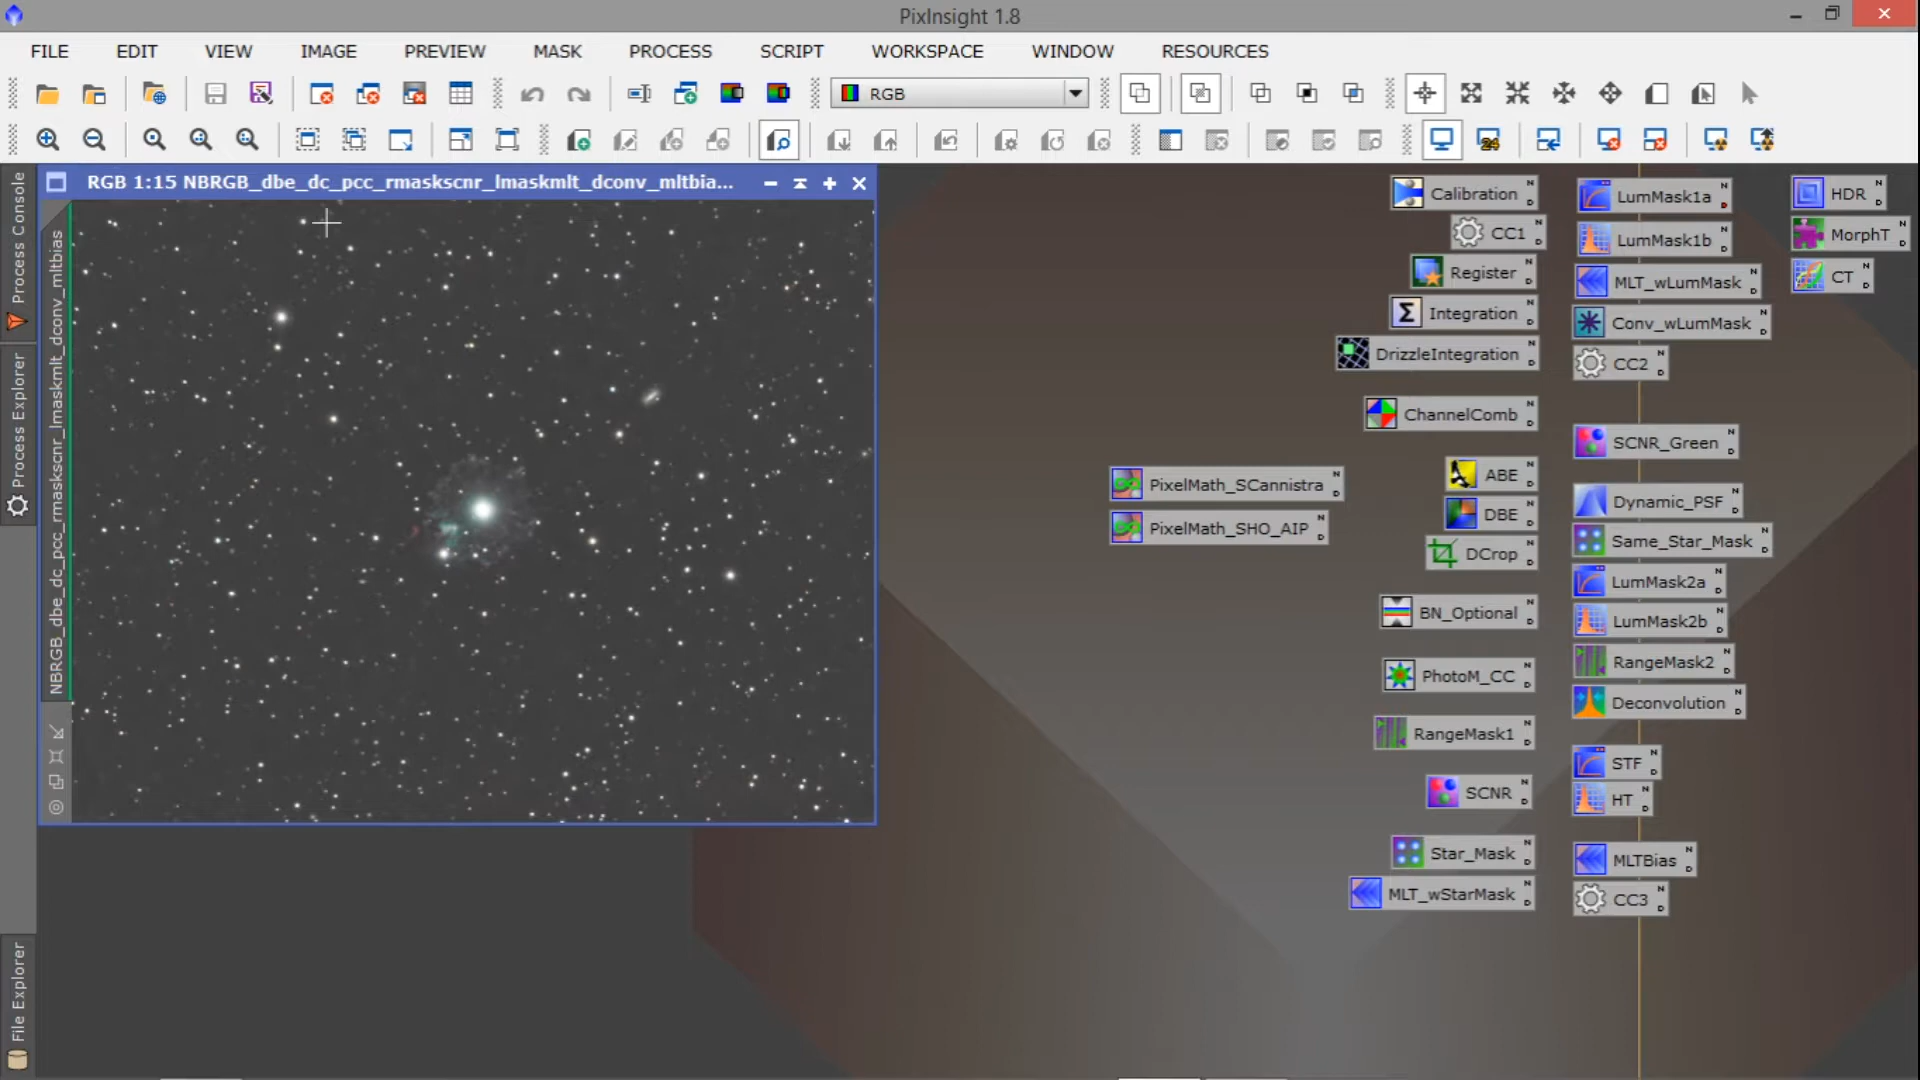 PixInsight 1.8
FILE EDIT VIEW IMAGE PREVIEW MASK PROCESS SCRIPT WORKSPACE WINDOW RESOURCES
RGB
24
RGB 1:15 NBRGB_dbe_dc_pcc_rmaskscnr_lmaskmlt_dconv_mltbia...
NBRGB_dbe_dc_pcc_rmaskscnr_lmaskmlt_dconv_mltbias
Process Console
Process Explorer
File Explorer
Calibration N D
CC1 N D
Register N D
Integration N D
DrizzleIntegration N D
ChannelComb N D
PixelMath_SCannistra N D
PixelMath_SHO_AIP N D
ABE N D
DBE N D
DCrop N D
BN_Optional N D
PhotoM_CC N D
RangeMask1 N D
SCNR N D
Star_Mask N D
MLT_wStarMask N D
LumMask1a N D
LumMask1b N D
MLT_wLumMask N D
Conv_wLumMask N D
CC2 N D
SCNR_Green N D
Dynamic_PSF N D
Same_Star_Mask N D
LumMask2a N D
LumMask2b N D
RangeMask2 N D
Deconvolution N D
STF N D
HT N D
MLTBias N D
CC3 N D
HDR N D
MorphT N D
CT N D